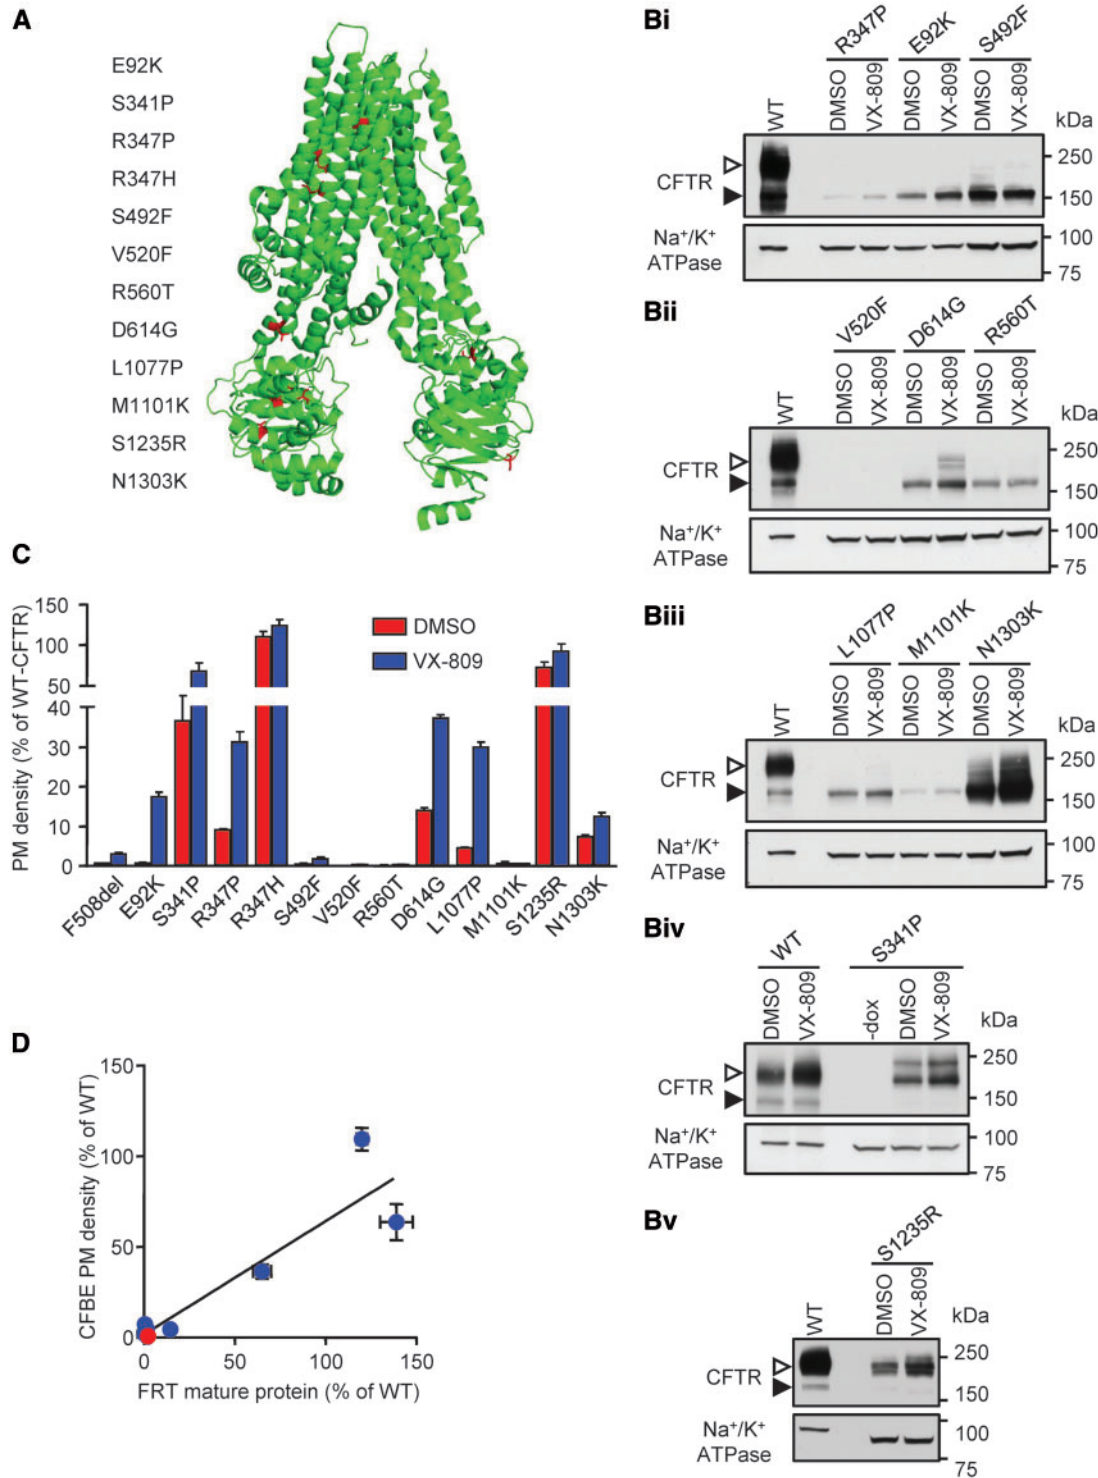 A
E92K
S341P
R347P
R347H
S492F
V520F
R560T
D614G
L1077P
M1101K
S1235R
N1303K
Bi
R347P E92K S492F
WT DMSO VX-809 DMSO VX-809 DMSO VX-809
kDa
CFTR
250
150
Na⁺/K⁺
ATPase
100
75
Bii
V520F D614G R560T
WT DMSO VX-809 DMSO VX-809 DMSO VX-809
kDa
CFTR
250
150
Na⁺/K⁺
ATPase
100
75
Biii
L1077P M1101K N1303K
WT DMSO VX-809 DMSO VX-809 DMSO VX-809
kDa
CFTR
250
150
Na⁺/K⁺
ATPase
100
75
Biv
WT S341P
DMSO VX-809 -dox DMSO VX-809
kDa
CFTR
250
150
Na⁺/K⁺
ATPase
100
75
Bv
S1235R
WT DMSO VX-809
kDa
CFTR
250
150
Na⁺/K⁺
ATPase
100
75
C
PM density (% of WT-CFTR)
150
100
50
40
30
20
10
0
DMSO
VX-809
F508del E92K S341P R347P R347H S492F V520F R560T D614G L1077P M1101K S1235R N1303K
D
CFBE PM density (% of WT)
150
100
50
0
0 50 100 150
FRT mature protein (% of WT)